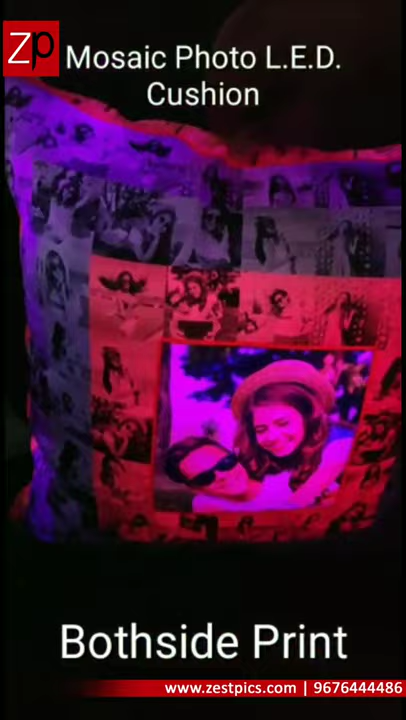 Zp
Mosaic Photo L.E.D.
Cushion
Bothside Print
www.zestpics.com | 9676444486